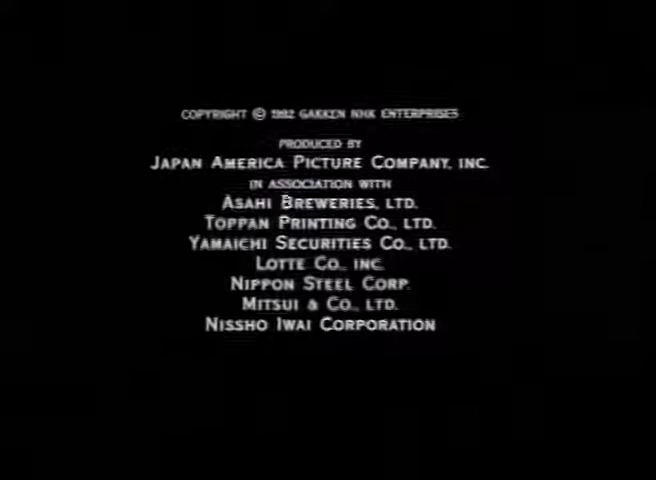 COPYRIGHT © 1992 GAKKEN NHK ENTERPRISES
PRODUCED BY
JAPAN AMERICA PICTURE COMPANY, INC.
IN ASSOCIATION WITH
ASAHI BREWERIES, LTD.
TOPPAN PRINTING CO., LTD.
YAMAICHI SECURITIES CO., LTD.
LOTTE CO., INC.
NIPPON STEEL CORP.
MITSUI & CO., LTD.
NISSHO IWAI CORPORATION